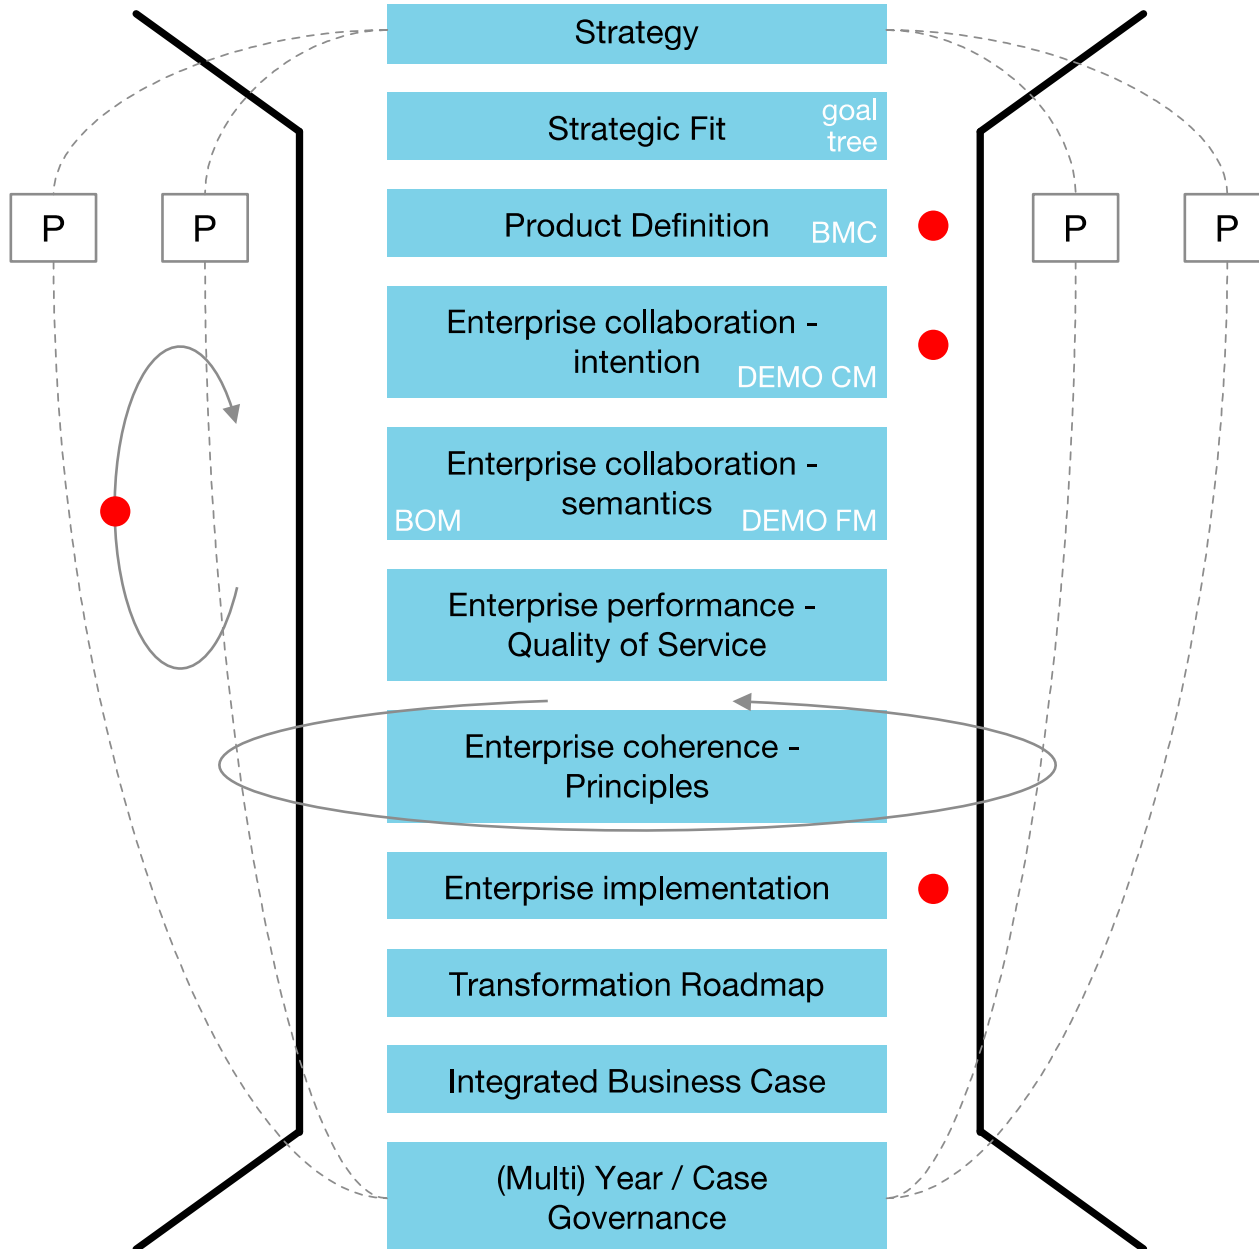 Strategy
Strategic Fit
goal
tree
P
P
Product Definition
BMC
P
P
Enterprise collaboration -
intention
DEMO CM
Enterprise collaboration -
semantics
BOM
DEMO FM
Enterprise performance -
Quality of Service
Enterprise coherence -
Principles
Enterprise implementation
Transformation Roadmap
Integrated Business Case
(Multi) Year / Case
Governance